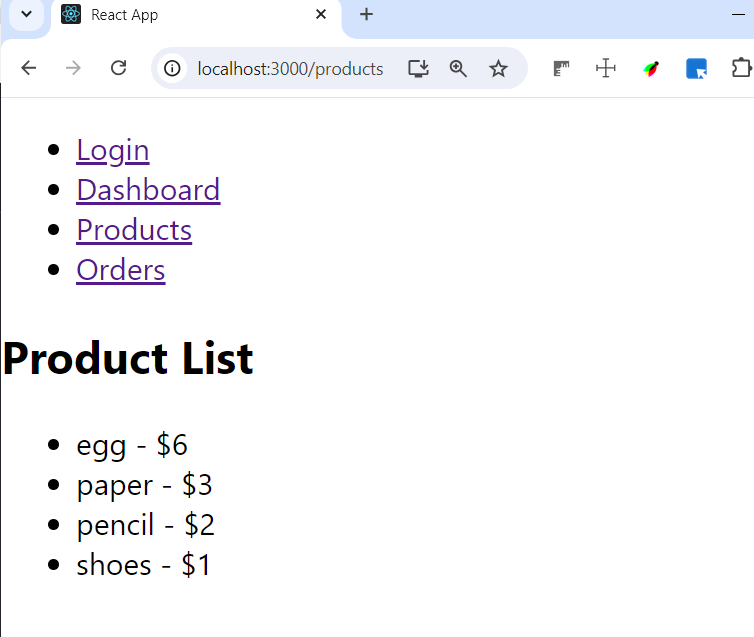 React App
localhost:3000/products
Login
Dashboard
Products
Orders
Product List
egg - $6
paper - $3
pencil - $2
shoes - $1